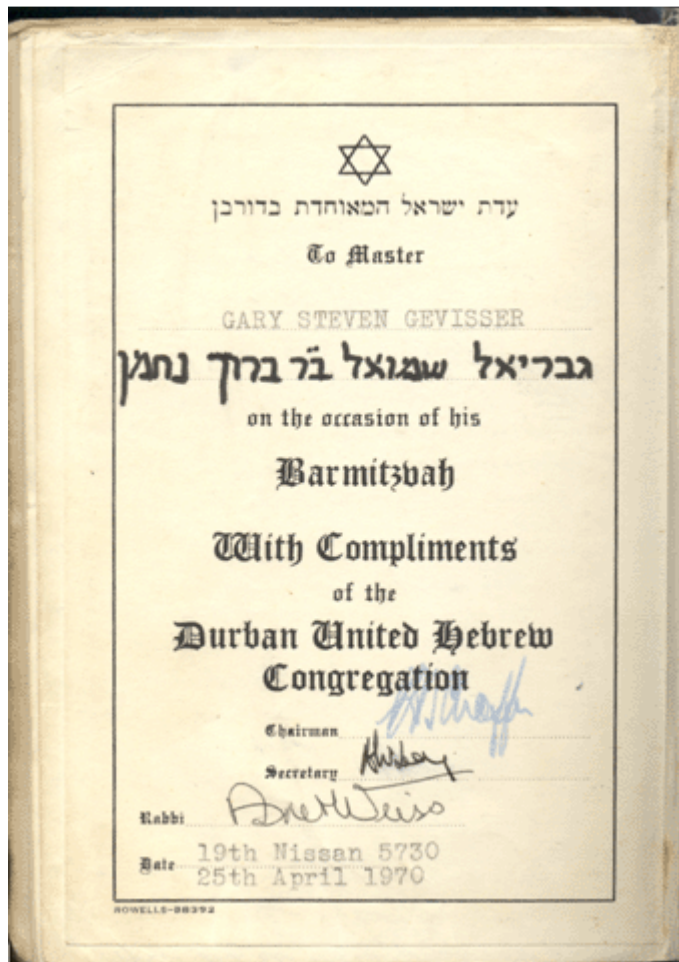 עדת ישראל המאוחדת בדורבן
To Master
GARY STEVEN GEVISSER
גבריאל שמואל ב״ר ברוך נחמן
on the occasion of his
Barmitzvah
With Compliments
of the
Durban United Hebrew
Congregation
Chairman
Secretary
Rabbi
Date 19th Nissan 5730
25th April 1970
ROWELLS-88392